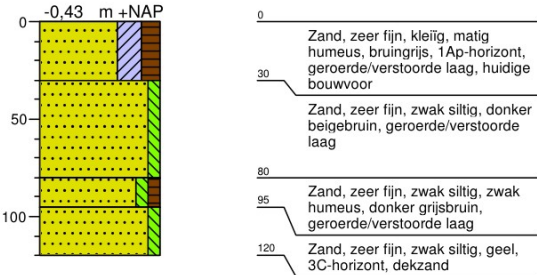 -0,43 m +NAP
0
50
100
0
Zand, zeer fijn, kleiïg, matig
humeus, bruingrijs, 1Ap-horizont,
geroerde/verstoorde laag, huidige
bouwvoor
30
Zand, zeer fijn, zwak siltig, donker
beigebruin, geroerde/verstoorde
laag
80
Zand, zeer fijn, zwak siltig, zwak
humeus, donker grijsbruin,
geroerde/verstoorde laag
95
Zand, zeer fijn, zwak siltig, geel,
3C-horizont, dekzand
120